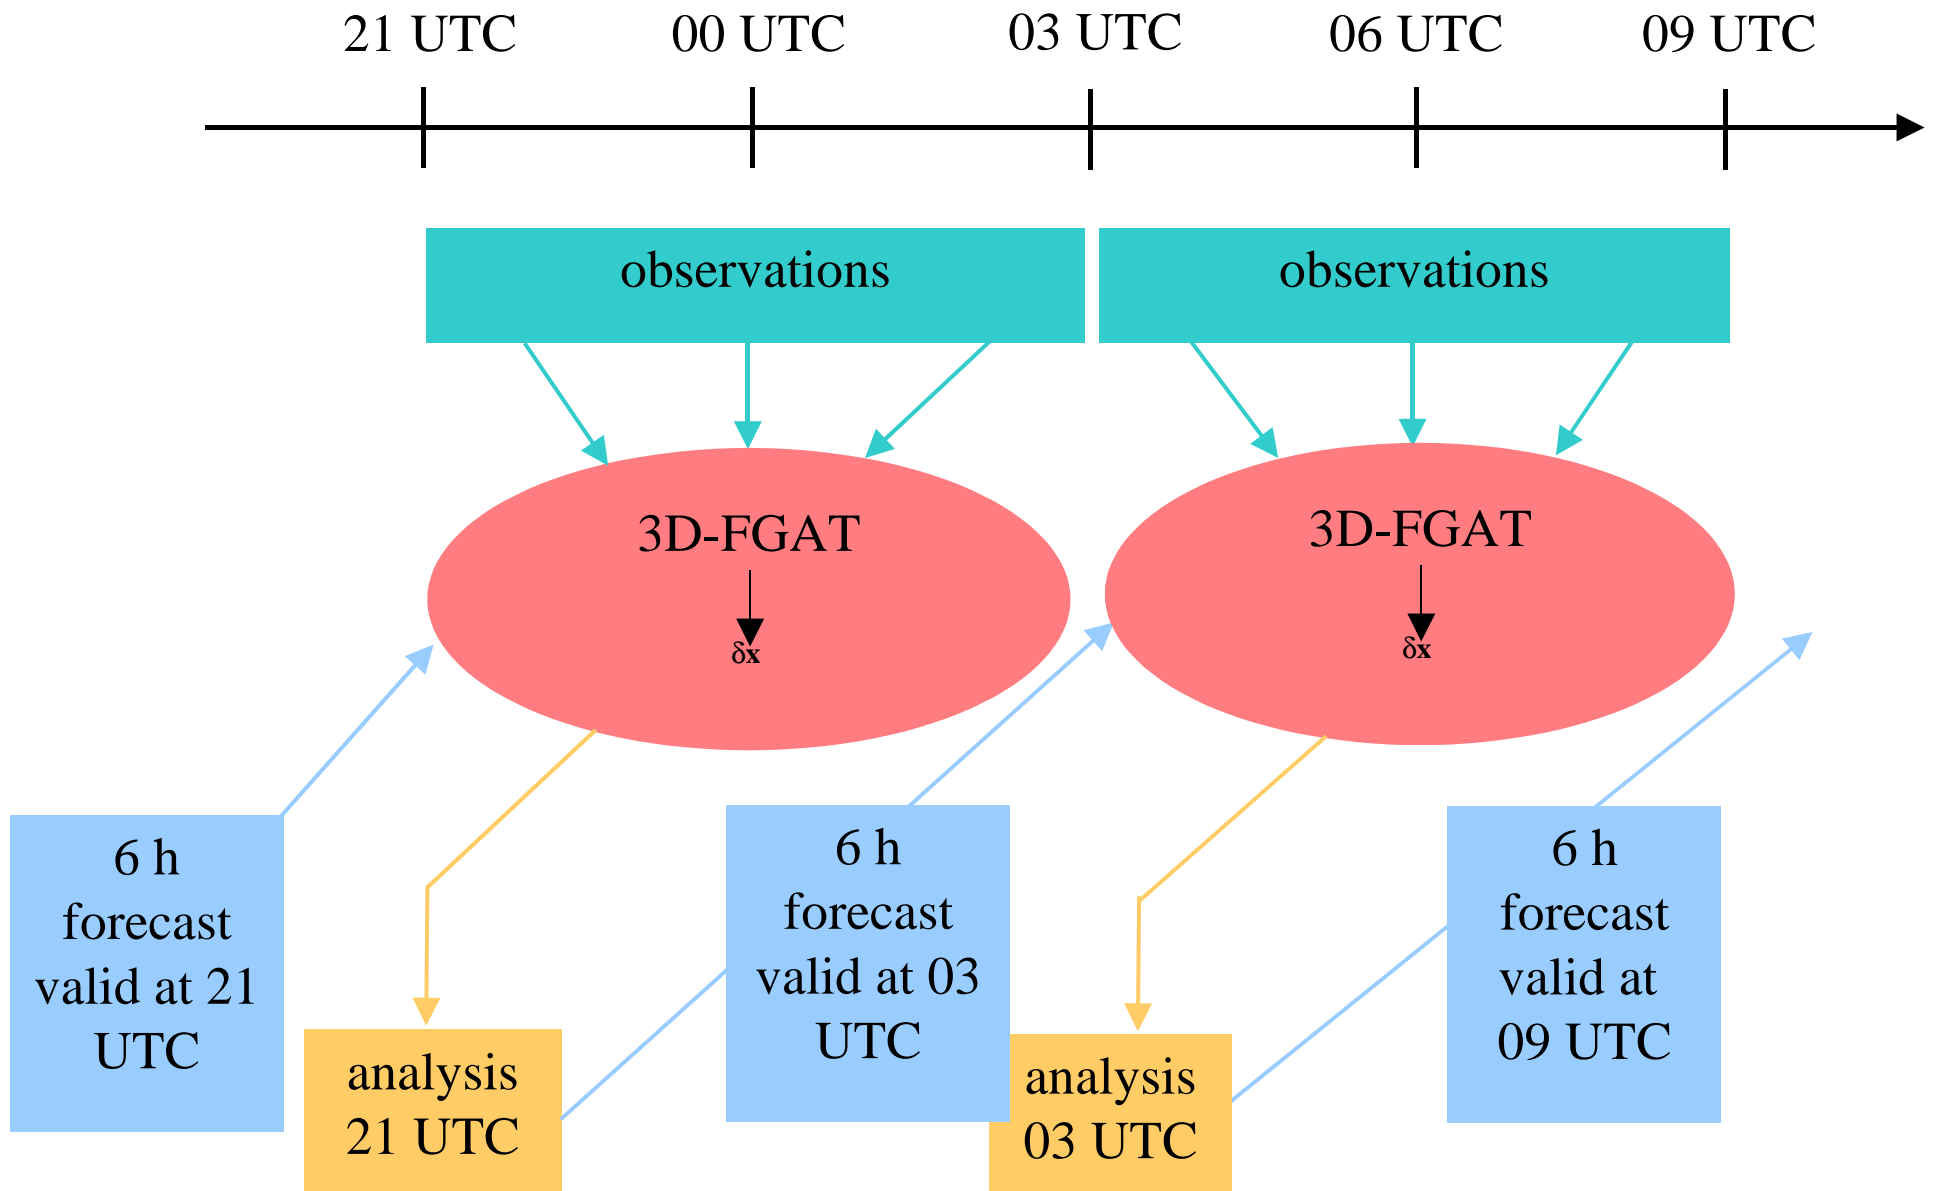 21 UTC
00 UTC
03 UTC
06 UTC
09 UTC
observations
observations
3D-FGAT
δx
3D-FGAT
δx
6 h
forecast
valid at 21
UTC
analysis
21 UTC
6 h
forecast
valid at 03
UTC
analysis
03 UTC
6 h
forecast
valid at
09 UTC